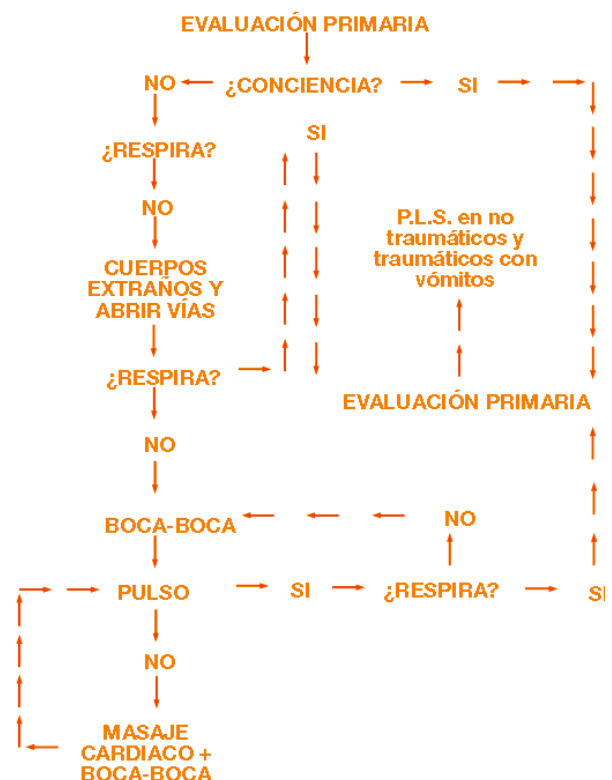 EVALUACIÓN PRIMARIA
NO
¿CONCIENCIA?
SI
SI
¿RESPIRA?
NO
P.L.S. en no
traumáticos y
traumáticos con
vómitos
CUERPOS
EXTRAÑOS Y
ABRIR VÍAS
¿RESPIRA?
EVALUACIÓN PRIMARIA
NO
BOCA-BOCA
NO
PULSO
SI
¿RESPIRA?
SI
NO
MASAJE
CARDIACO +
BOCA-BOCA